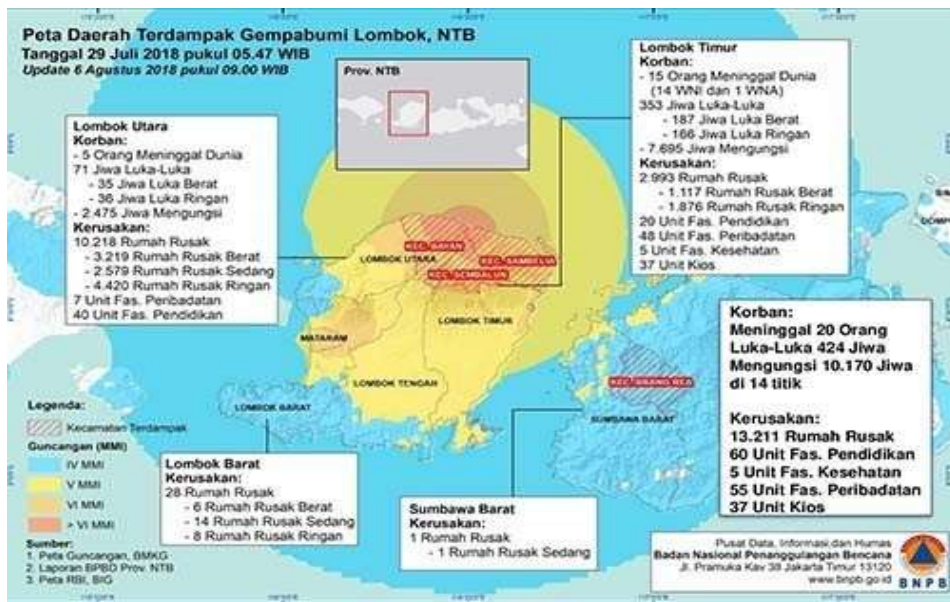 Peta Daerah Terdampak Gempabumi Lombok, NTB
Tanggal 29 Juli 2018 pukul 05.47 WIB
Update 6 Agustus 2018 pukul 09.00 WIB
Prov. NTB
Lombok Timur
Korban:
- 15 Orang Meninggal Dunia
(14 WNI dan 1 WNA)
353 Jiwa Luka-Luka
- 187 Jiwa Luka Berat
- 166 Jiwa Luka Ringan
- 7.695 Jiwa Mengungsi
Kerusakan:
2.993 Rumah Rusak
- 1.117 Rumah Rusak Berat
- 1.876 Rumah Rusak Ringan
20 Unit Fas. Pendidikan
48 Unit Fas. Peribadatan
5 Unit Fas. Kesehatan
37 Unit Kios
Lombok Utara
Korban:
- 5 Orang Meninggal Dunia
71 Jiwa Luka-Luka
- 35 Jiwa Luka Berat
- 36 Jiwa Luka Ringan
- 2.475 Jiwa Mengungsi
Kerusakan:
10.218 Rumah Rusak
- 3.219 Rumah Rusak Berat
- 2.579 Rumah Rusak Sedang
- 4.420 Rumah Rusak Ringan
7 Unit Fas. Peribadatan
40 Unit Fas. Pendidikan
KEC. BAYAN
LOMBOK UTARA
KEC. SAMBELIA
KEC. SEMBALUN
LOMBOK TIMUR
MATARAM
LOMBOK TENGAH
LOMBOK BARAT
KEC. BRANG REA
SUMBAWA BARAT
Korban:
Meninggal 20 Orang
Luka-Luka 424 Jiwa
Mengungsi 10.170 Jiwa
di 14 titik
Kerusakan:
13.211 Rumah Rusak
60 Unit Fas. Pendidikan
5 Unit Fas. Kesehatan
55 Unit Fas. Peribadatan
37 Unit Kios
Legenda:
Kecamatan Terdampak
Guncangan (MMI)
IV MMI
V MMI
VI MMI
> VI MMI
Sumber:
1. Peta Guncangan, BMKG
2. Laporan BPBD Prov. NTB
3. Peta RBI, BIG
Lombok Barat
Kerusakan:
28 Rumah Rusak
- 6 Rumah Rusak Berat
- 14 Rumah Rusak Sedang
- 8 Rumah Rusak Ringan
Sumbawa Barat
Kerusakan:
1 Rumah Rusak
- 1 Rumah Rusak Sedang
Pusat Data, Informasi dan Humas
Badan Nasional Penanggulangan Bencana
Jl. Pramuka Kav 38 Jakarta Timur 13120
www.bnpb.go.id
BNPB